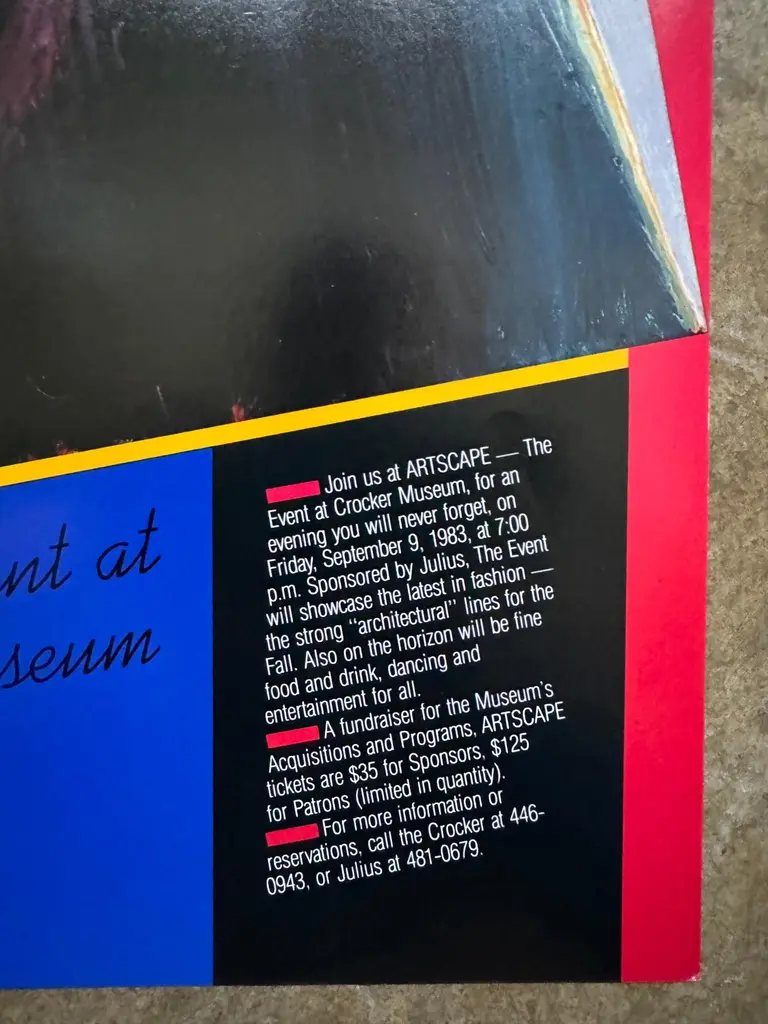 nt at
seum
Join us at ARTSCAPE — The
Event at Crocker Museum, for an
evening you will never forget, on
Friday, September 9, 1983, at 7:00
p.m. Sponsored by Julius, The Event
will showcase the latest in fashion —
the strong "architectural" lines for the
Fall. Also on the horizon will be fine
food and drink, dancing and
entertainment for all.
A fundraiser for the Museum's
Acquisitions and Programs, ARTSCAPE
tickets are $35 for Sponsors, $125
for Patrons (limited in quantity).
For more information or
reservations, call the Crocker at 446-
0943, or Julius at 481-0679.